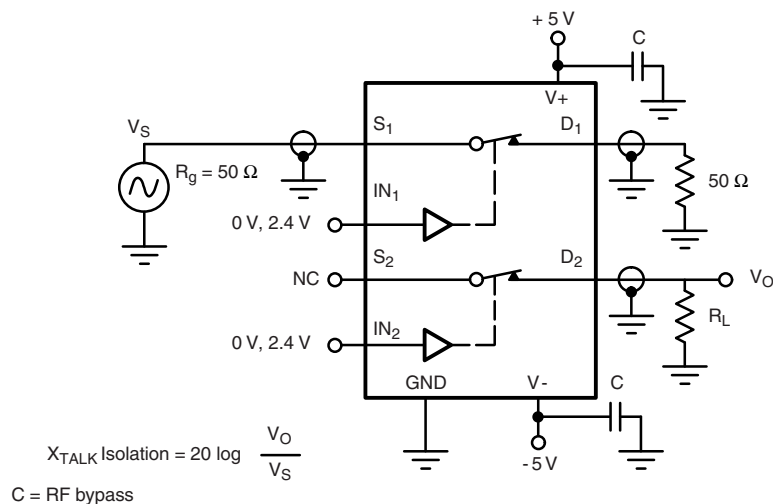 + 5 V
C
V+
V_S
S_1
D_1
R_g = 50 Ω
50 Ω
IN_1
0 V, 2.4 V
S_2
D_2
NC
V_O
R_L
IN_2
0 V, 2.4 V
GND
V-
C
- 5 V
X_TALK Isolation = 20 log V_O / V_S
C = RF bypass